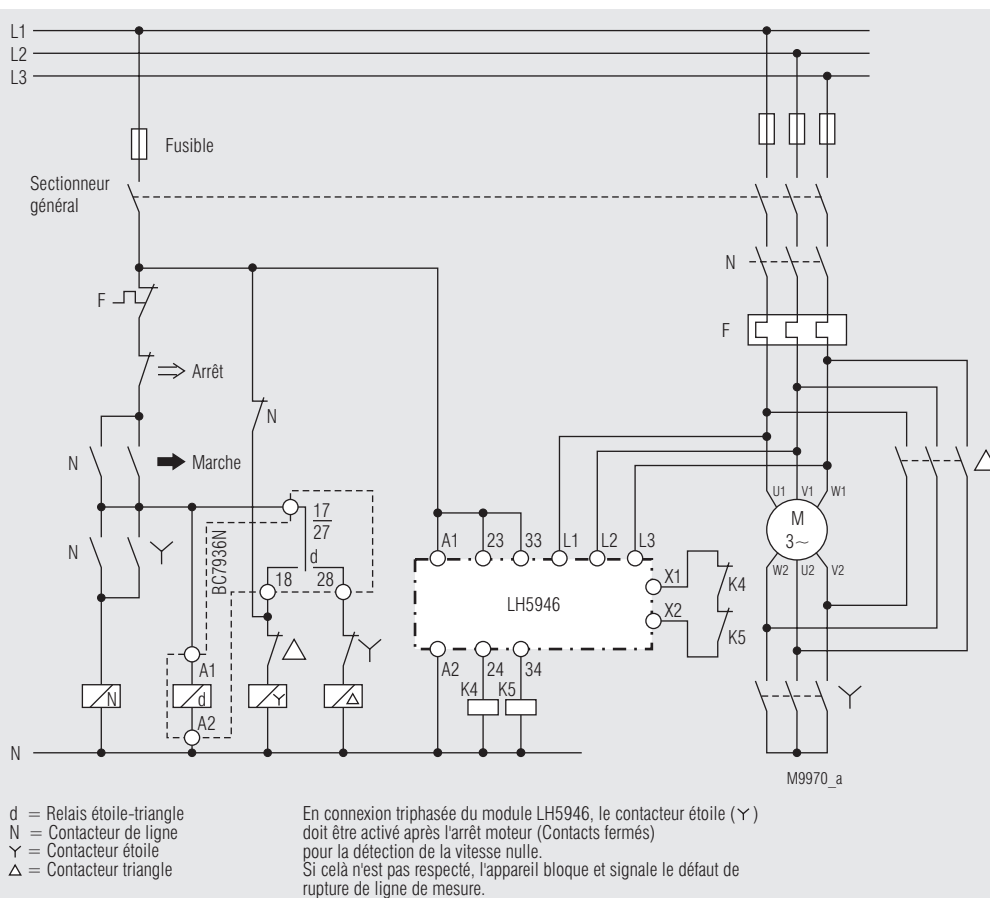 L1
L2
L3
Fusible
Sectionneur
général
N
F
F
Arrêt
N
N
Marche
17
27
U1 V1 W1
M
3~
W2 U2 V2
N
BC7936N
d
18 28
A1 23 33 L1 L2 L3
X1
K4
LH5946
X2
K5
A1
A2 24 34
K4 K5
N
d
A2
N
M9970_a
d = Relais étoile-triangle
N = Contacteur de ligne
Y = Contacteur étoile
Δ = Contacteur triangle
En connexion triphasée du module LH5946, le contacteur étoile (Y)
doit être activé après l'arrêt moteur (Contacts fermés)
pour la détection de la vitesse nulle.
Si celà n'est pas respecté, l'appareil bloque et signale le défaut de
rupture de ligne de mesure.